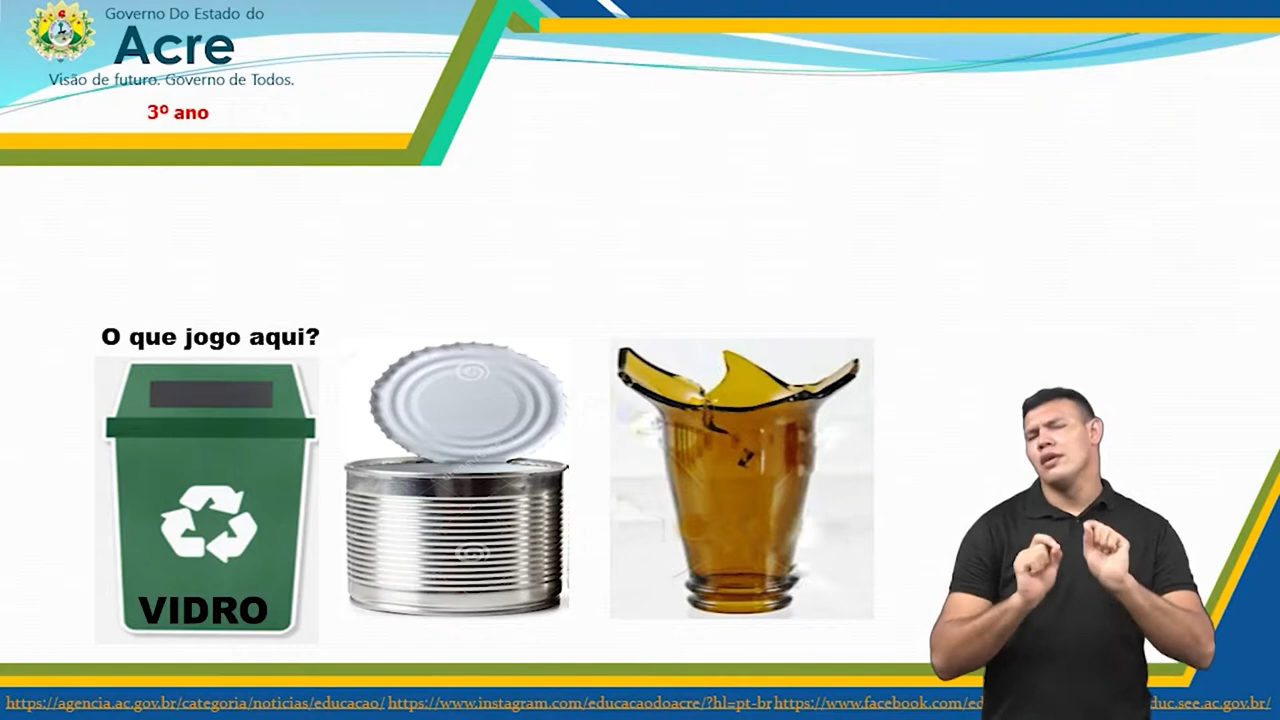 Governo Do Estado do
Acre
Visão de futuro. Governo de Todos.
3º ano
O que jogo aqui?
VIDRO
https://agencia.ac.gov.br/categoria/noticias/educacao/ https://www.instagram.com/educacaodoacre/?hl=pt-br https://www.facebook.com/ed duc.see.ac.gov.br/